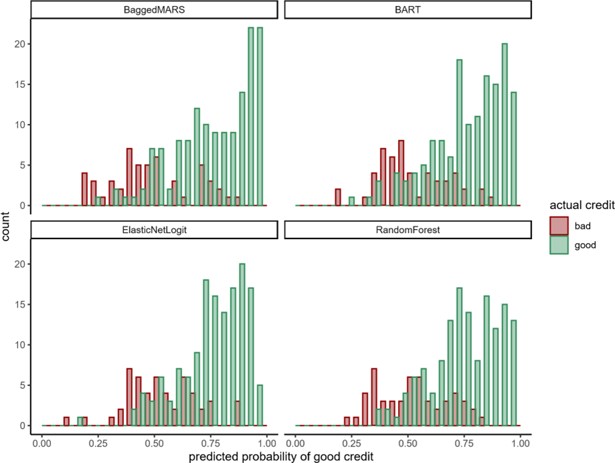 BaggedMARS
BART
20
15
10
5
0
count
actual credit
bad
good
ElasticNetLogit
RandomForest
20
15
10
5
0
0.00 0.25 0.50 0.75 1.00
0.00 0.25 0.50 0.75 1.00
predicted probability of good credit